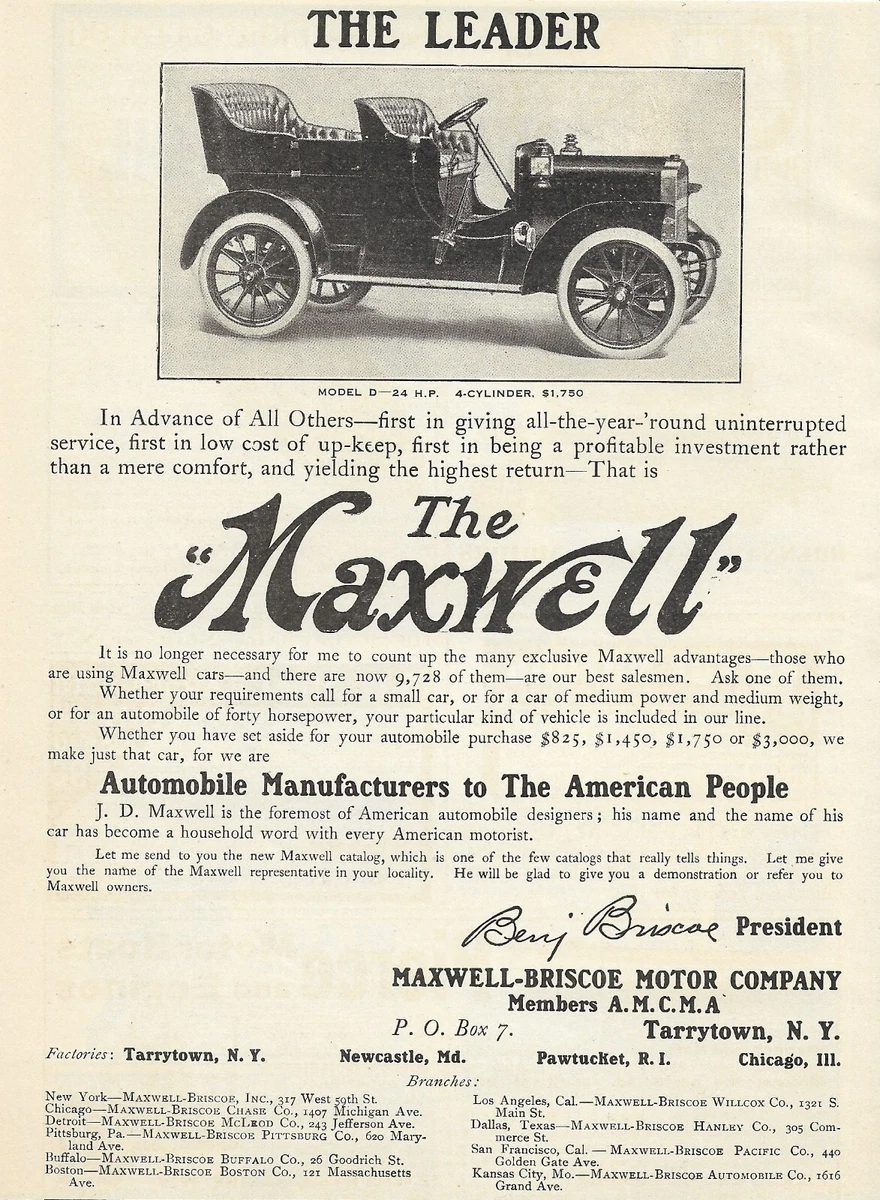 THE LEADER
MODEL D—24 H.P. 4-CYLINDER, $1,750
In Advance of All Others—first in giving all-the-year-'round uninterrupted
service, first in low cost of up-keep, first in being a profitable investment rather
than a mere comfort, and yielding the highest return—That is
The
“Maxwell”
It is no longer necessary for me to count up the many exclusive Maxwell advantages—those who
are using Maxwell cars—and there are now 9,728 of them—are our best salesmen. Ask one of them.
Whether your requirements call for a small car, or for a car of medium power and medium weight,
or for an automobile of forty horsepower, your particular kind of vehicle is included in our line.
Whether you have set aside for your automobile purchase $825, $1,450, $1,750 or $3,000, we
make just that car, for we are
Automobile Manufacturers to The American People
J. D. Maxwell is the foremost of American automobile designers; his name and the name of his
car has become a household word with every American motorist.
Let me send to you the new Maxwell catalog, which is one of the few catalogs that really tells things. Let me give
you the name of the Maxwell representative in your locality. He will be glad to give you a demonstration or refer you to
Maxwell owners.
Benj Briscoe President
MAXWELL-BRISCOE MOTOR COMPANY
Members A.M.C.M.A
P. O. Box 7. Tarrytown, N. Y.
Factories: Tarrytown, N. Y. Newcastle, Md. Pawtucket, R. I. Chicago, Ill.
Branches:
New York—MAXWELL-BRISCOE, INC., 317 West 59th St.
Chicago—MAXWELL-BRISCOE CHASE CO., 1407 Michigan Ave.
Detroit—MAXWELL-BRISCOE MCLEOD CO., 243 Jefferson Ave.
Pittsburg, Pa.—MAXWELL-BRISCOE PITTSBURG CO., 620 Mary-
land Ave.
Buffalo—MAXWELL-BRISCOE BUFFALO CO., 26 Goodrich St.
Boston—MAXWELL-BRISCOE BOSTON CO., 121 Massachusetts
Ave.
Los Angeles, Cal.—MAXWELL-BRISCOE WILLCOX CO., 1321 S.
Main St.
Dallas, Texas—MAXWELL-BRISCOE HANLEY CO., 305 Com-
merce St.
San Francisco, Cal. — MAXWELL-BRISCOE PACIFIC CO., 440
Golden Gate Ave.
Kansas City, Mo.—MAXWELL-BRISCOE AUTOMOBILE CO., 1616
Grand Ave.